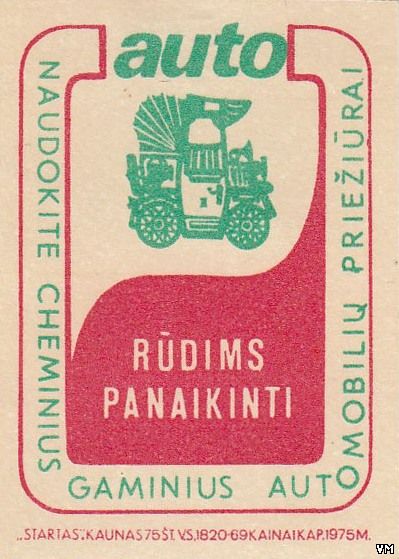 auto
NAUDOKITE CHEMINIUS GAMINIUS AUTOMOBILIŲ PRIEŽIŪRAI
RŪDIMS
PANAIKINTI
„STARTAS“.KAUNAS 75 ŠT.VS.1820-69 KAINA 1 KAP.1975M.
VM